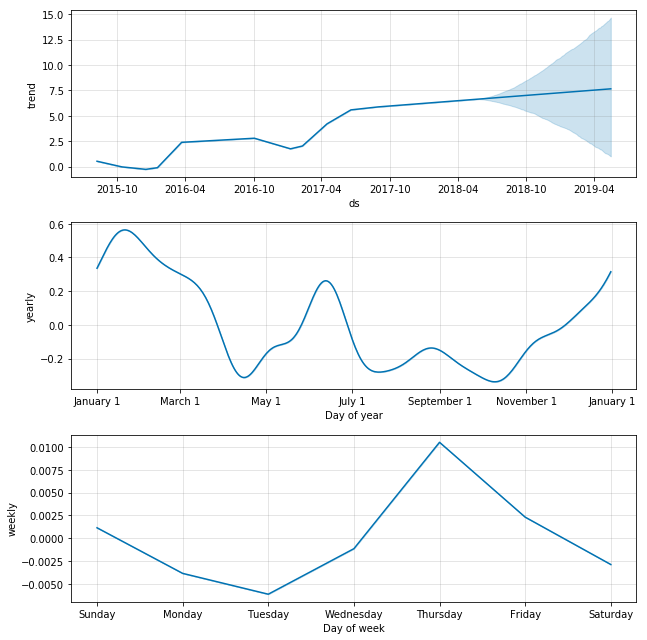 15.0
12.5
10.0
7.5
5.0
2.5
0.0
trend
2015-10 2016-04 2016-10 2017-04 2017-10 2018-04 2018-10 2019-04
ds
0.6
0.4
0.2
0.0
−0.2
yearly
January 1 March 1 May 1 July 1 September 1 November 1 January 1
Day of year
0.0100
0.0075
0.0050
0.0025
0.0000
−0.0025
−0.0050
weekly
Sunday Monday Tuesday Wednesday Thursday Friday Saturday
Day of week